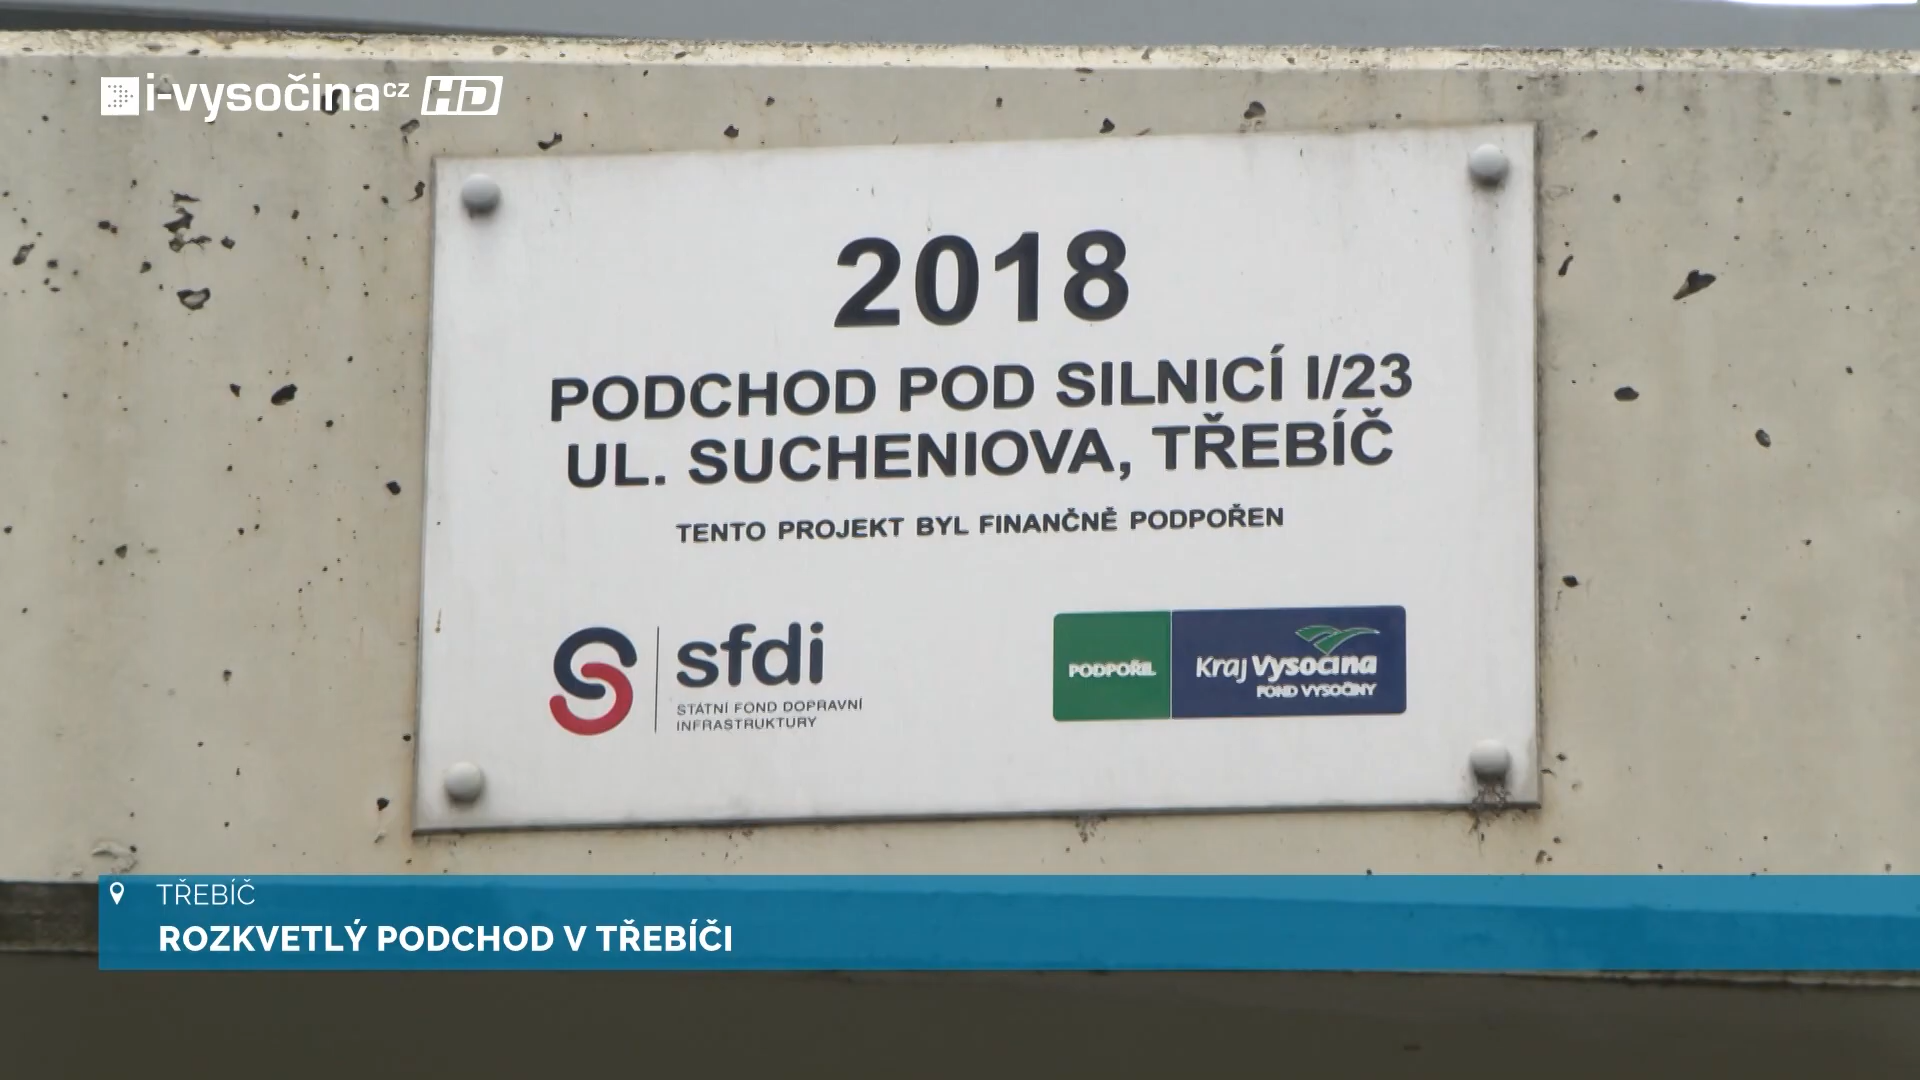 i-vysočina.cz HD
2018
PODCHOD POD SILNICÍ I/23
UL. SUCHENIOVA, TŘEBÍČ
TENTO PROJEKT BYL FINANČNĚ PODPOŘEN
sfdi
STÁTNÍ FOND DOPRAVNÍ
INFRASTRUKTURY
PODPOŘIL
Kraj Vysočina
FOND VYSOČINY
TŘEBÍČ
ROZKVETLÝ PODCHOD V TŘEBÍČI